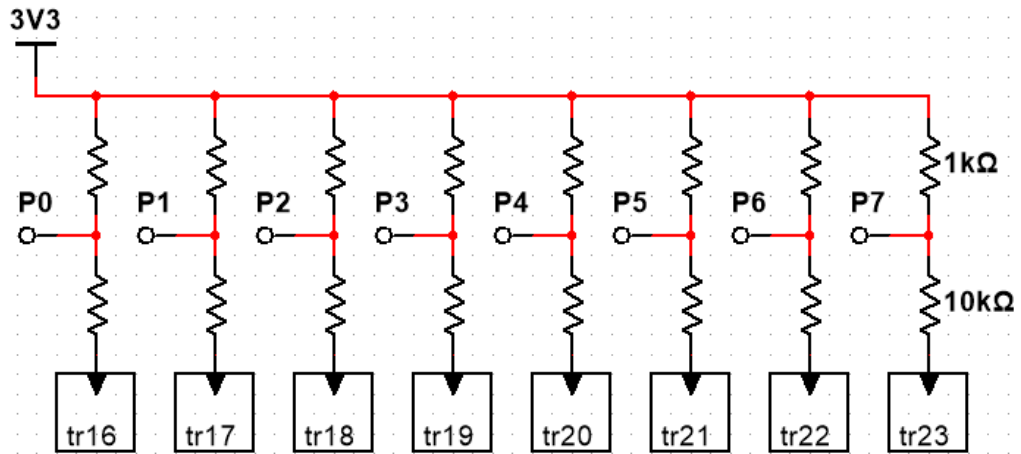 3V3
1kΩ
P0 P1 P2 P3 P4 P5 P6 P7
10kΩ
tr16 tr17 tr18 tr19 tr20 tr21 tr22 tr23